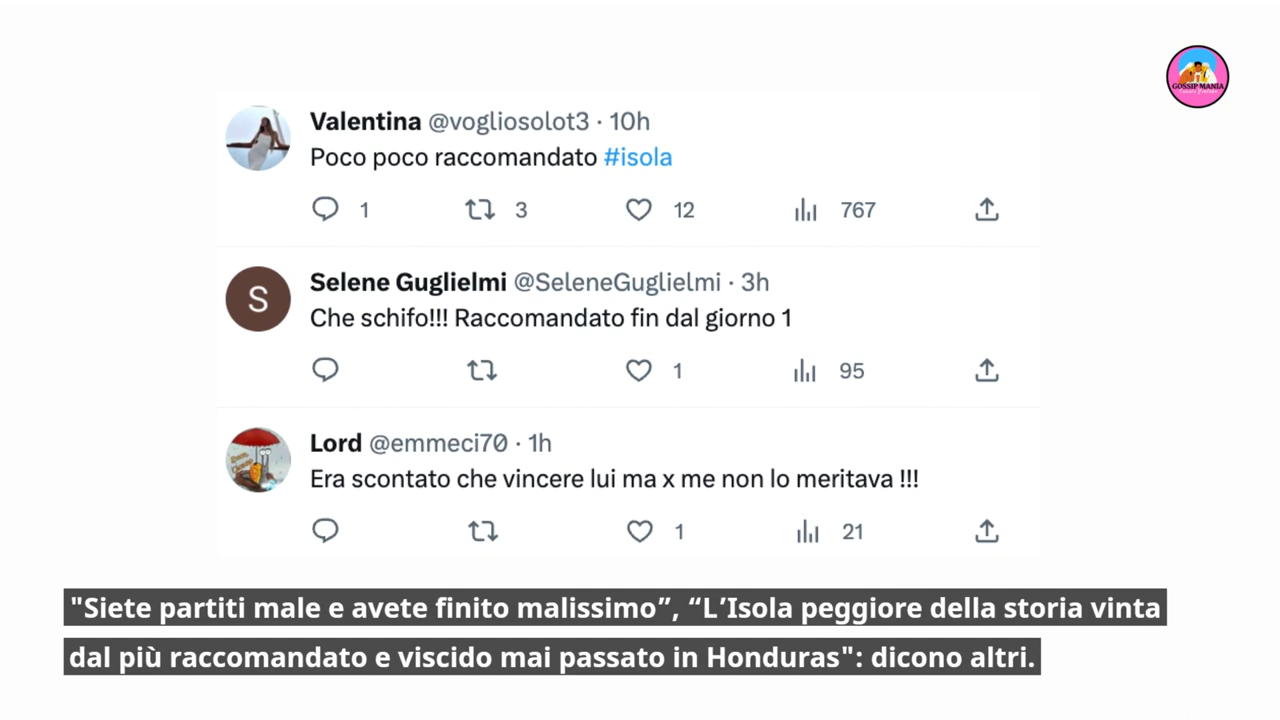 GOSSIP MANIA
Valentina @vogliosolot3 · 10h
Poco poco raccomandato #isola
1 3 12 767
S
Selene Guglielmi @SeleneGuglielmi · 3h
Che schifo!!! Raccomandato fin dal giorno 1
1 95
Lord @emmeci70 · 1h
Era scontato che vincere lui ma x me non lo meritava !!!
1 21
"Siete partiti male e avete finito malissimo”, “L’Isola peggiore della storia vinta
dal più raccomandato e viscido mai passato in Honduras": dicono altri.